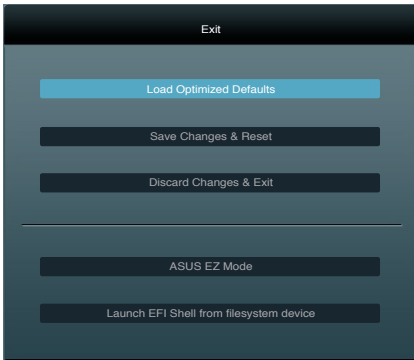 Exit
Load Optimized Defaults
Save Changes & Reset
Discard Changes & Exit
ASUS EZ Mode
Launch EFI Shell from filesystem device